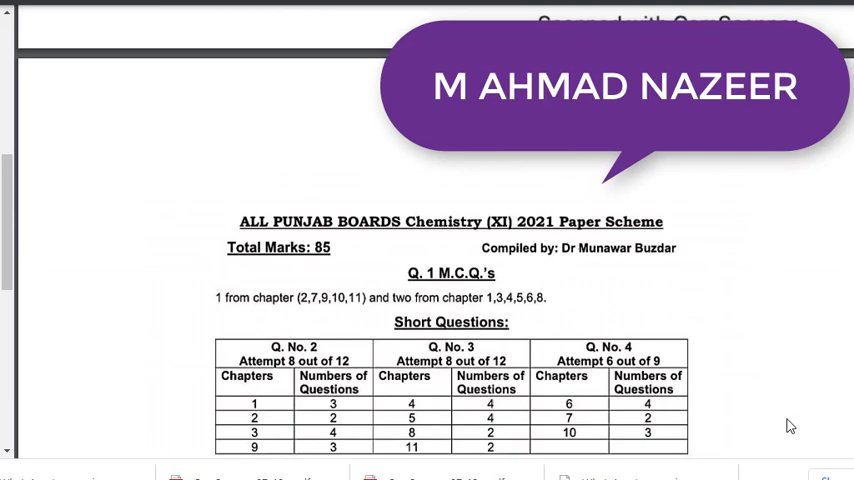 M AHMAD NAZEER
ALL PUNJAB BOARDS Chemistry (XI) 2021 Paper Scheme
Total Marks: 85 Compiled by: Dr Munawar Buzdar
Q. 1 M.C.Q.'s
1 from chapter (2,7,9,10,11) and two from chapter 1,3,4,5,6,8.
Short Questions:
Q. No. 2 Q. No. 3 Q. No. 4
Attempt 8 out of 12 Attempt 8 out of 12 Attempt 6 out of 9
Chapters Numbers of Chapters Numbers of Chapters Numbers of
Questions Questions Questions
1 3 4 4 6 4
2 2 5 4 7 2
3 4 8 2 10 3
9 3 11 2